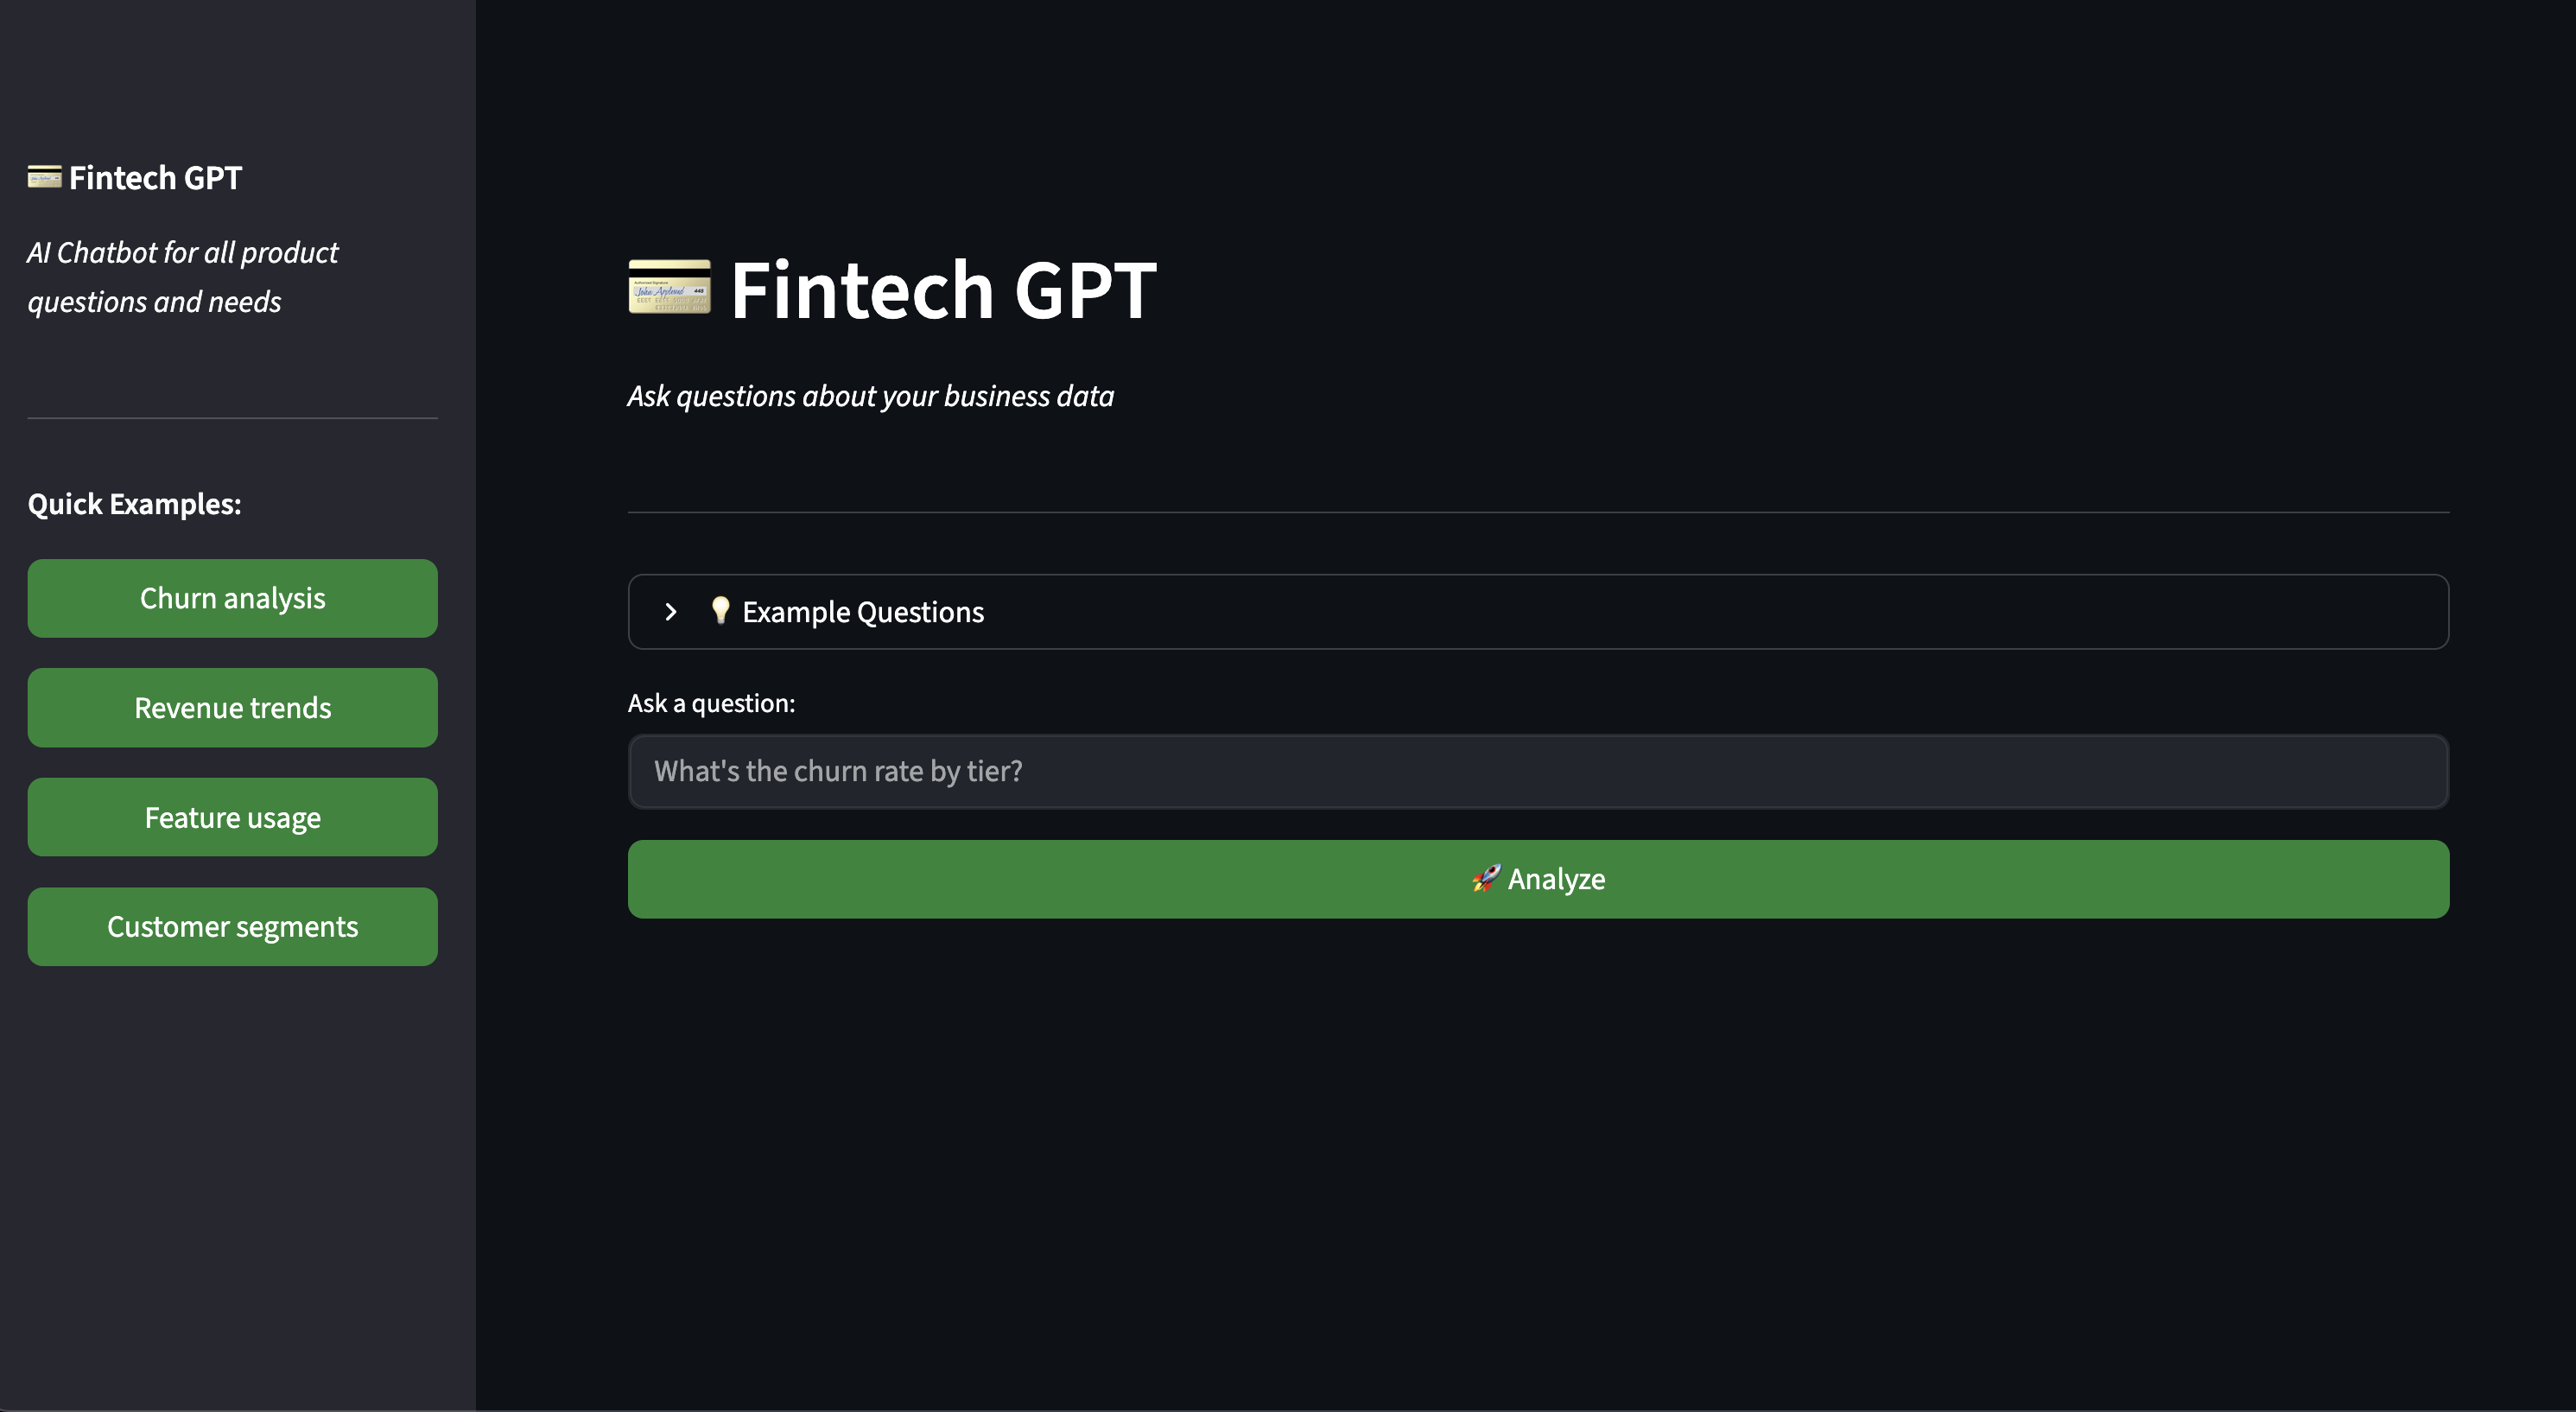 💳 Fintech GPT
AI Chatbot for all product
questions and needs
Quick Examples:
Churn analysis
Revenue trends
Feature usage
Customer segments
💳 Fintech GPT
Ask questions about your business data
💡 Example Questions
Ask a question:
What's the churn rate by tier?
🚀 Analyze